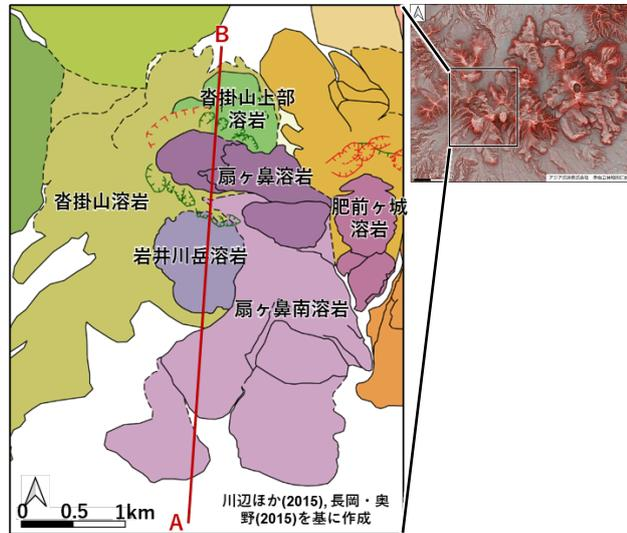 B
沓掛山上部
溶岩
扇ヶ鼻溶岩
沓掛山溶岩
肥前ヶ城
溶岩
岩井川岳溶岩
扇ヶ鼻南溶岩
川辺ほか(2015), 長岡・奥
野(2015)を基に作成
0 0.5 1km
A